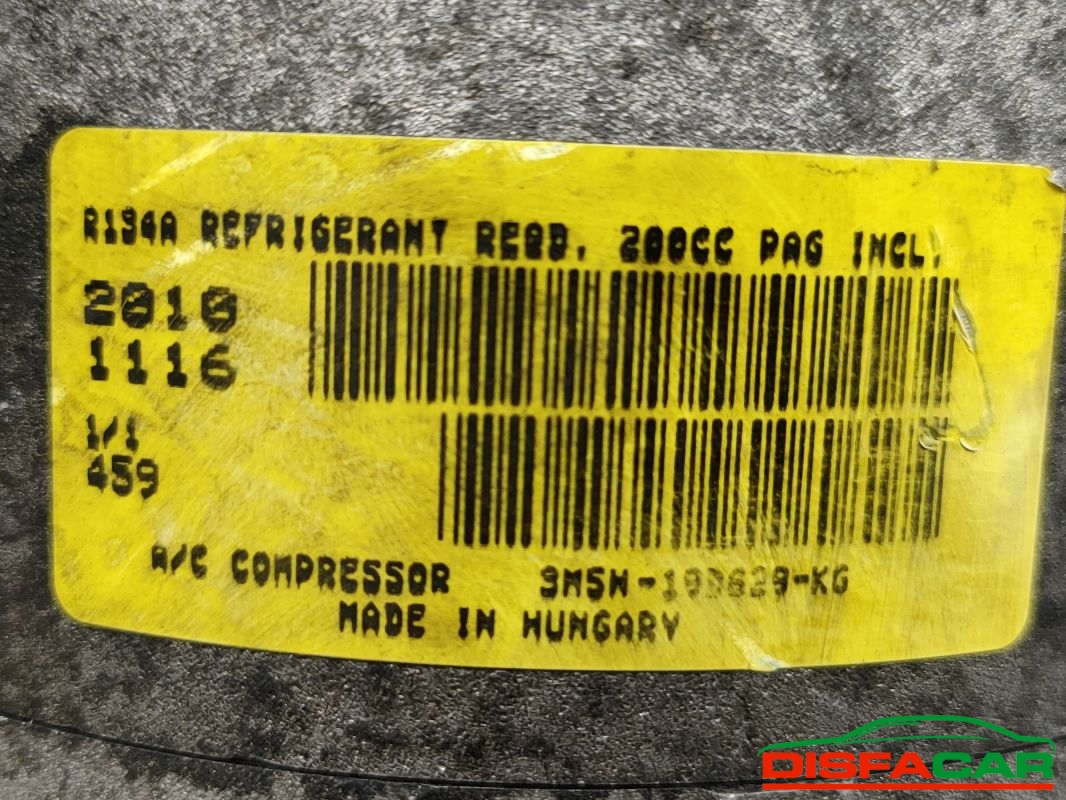 R134A REFRIGERANT REQD. 200CC PAG INCL.
2010
1116
1/1
459
A/C COMPRESSOR 3M5H-19D629-KG
MADE IN HUNGARY
DISFACAR